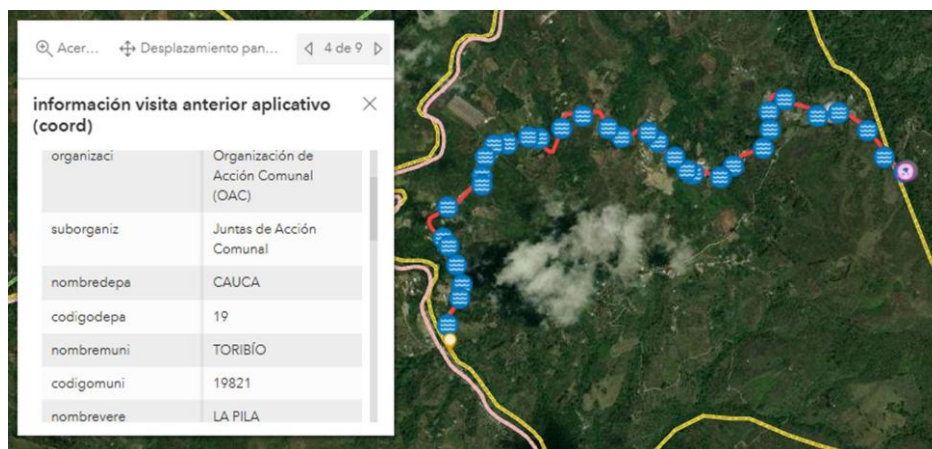 Acer... Desplazamiento pan... 4 de 9
información visita anterior aplicativo
(coord)
organizaci Organización de
Acción Comunal
(OAC)
suborganiz Juntas de Acción
Comunal
nombredepa CAUCA
codigodepa 19
nombremuni TORIBÍO
codigomuni 19821
nombrevere LA PILA